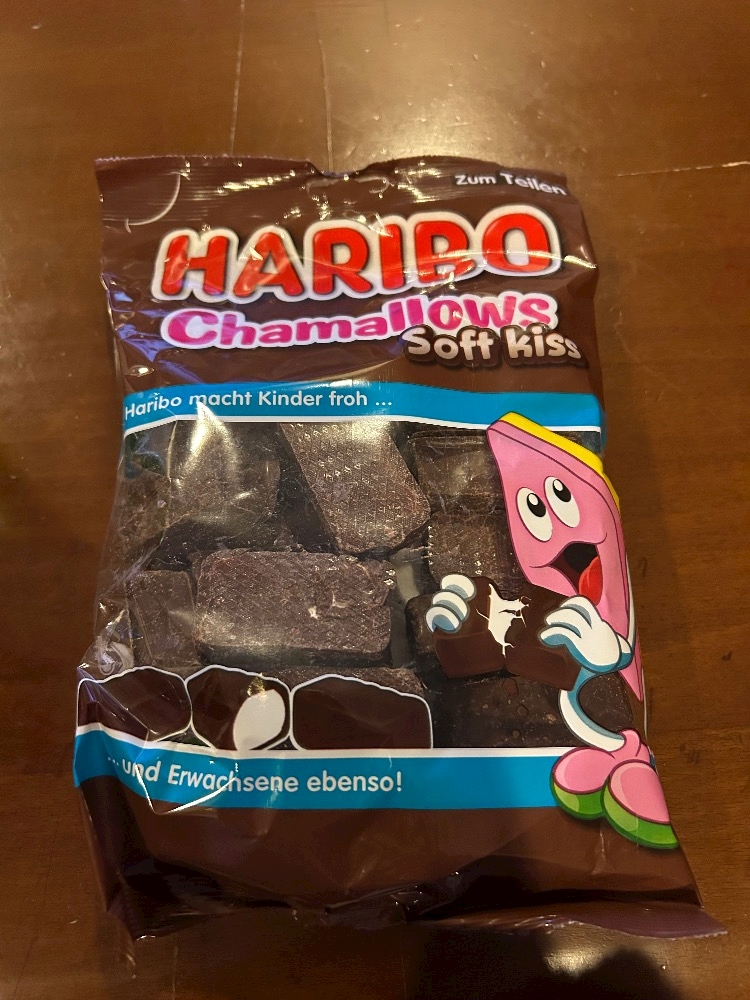 Zum Teilen
HARIBO
Chamallows
Soft kiss
Haribo macht Kinder froh ...
... und Erwachsene ebenso!